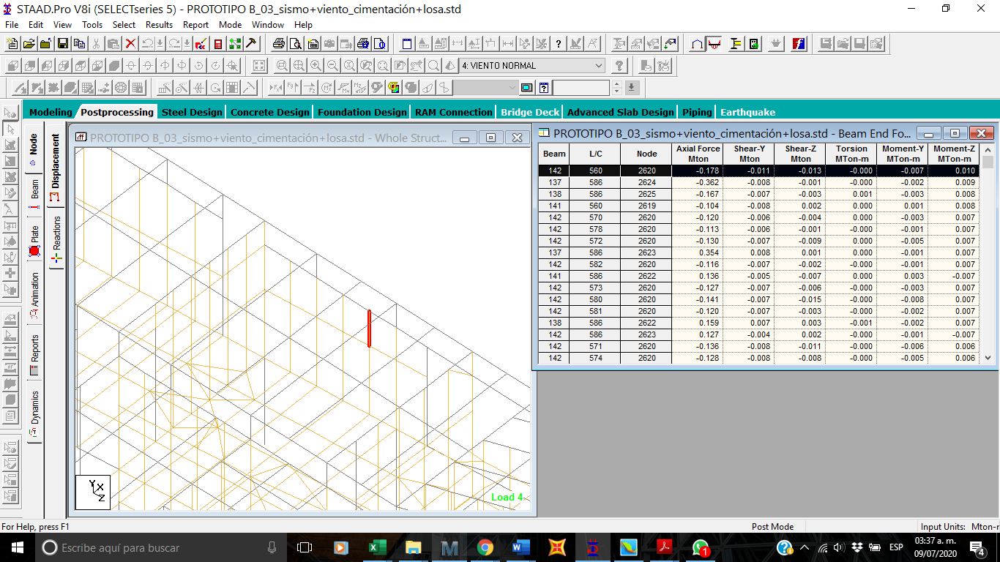 STAAD.Pro V8i (SELECTseries 5) - PROTOTIPO B_03_sismo+viento_cimentación+losa.std
File Edit View Tools Select Results Report Mode Window Help
4: VIENTO NORMAL
Modeling Postprocessing Steel Design Concrete Design Foundation Design RAM Connection Bridge Deck Advanced Slab Design Piping Earthquake
Node
Beam
Plate
Animation
Reports
Dynamics
Displacement
Reactions
PROTOTIPO B_03_sismo+viento_cimentación+losa.std - Whole Struct...
Y X
Z
Load 4
PROTOTIPO B_03_sismo+viento_cimentación+losa.std - Beam End Fo...
Beam L/C Node Axial Force Mton Shear-Y Mton Shear-Z Mton Torsion MTon-m Moment-Y MTon-m Moment-Z MTon-m
142 560 2620 -0.178 -0.011 -0.013 -0.000 -0.007 0.010
137 586 2624 -0.362 -0.008 -0.001 -0.000 -0.002 0.009
138 586 2625 -0.167 -0.007 -0.003 0.001 -0.003 0.008
141 560 2619 -0.104 -0.008 0.002 0.000 0.001 0.008
142 570 2620 -0.120 -0.006 -0.004 0.000 -0.003 0.007
142 578 2620 -0.113 -0.006 -0.001 0.000 -0.001 0.007
142 572 2620 -0.130 -0.007 -0.009 0.000 -0.005 0.007
137 586 2623 0.354 0.008 0.001 0.000 -0.001 0.007
142 582 2620 -0.116 -0.007 -0.002 0.000 -0.001 0.007
141 586 2622 0.136 -0.005 -0.007 0.000 0.003 -0.007
142 573 2620 -0.127 -0.007 -0.006 0.000 -0.003 0.007
142 580 2620 -0.141 -0.007 -0.015 -0.000 -0.008 0.007
142 581 2620 -0.120 -0.007 -0.003 0.000 -0.002 0.007
138 586 2622 0.159 0.007 0.003 -0.001 -0.002 0.007
142 586 2623 0.127 -0.004 0.002 -0.000 -0.001 -0.007
142 571 2620 -0.136 -0.008 -0.011 -0.000 -0.006 0.006
142 574 2620 -0.128 -0.008 -0.008 -0.000 -0.005 0.006
For Help, press F1
Post Mode
Input Units: Mton-m
Escribe aquí para buscar
1
ESP
03:37 a. m.
09/07/2020
4